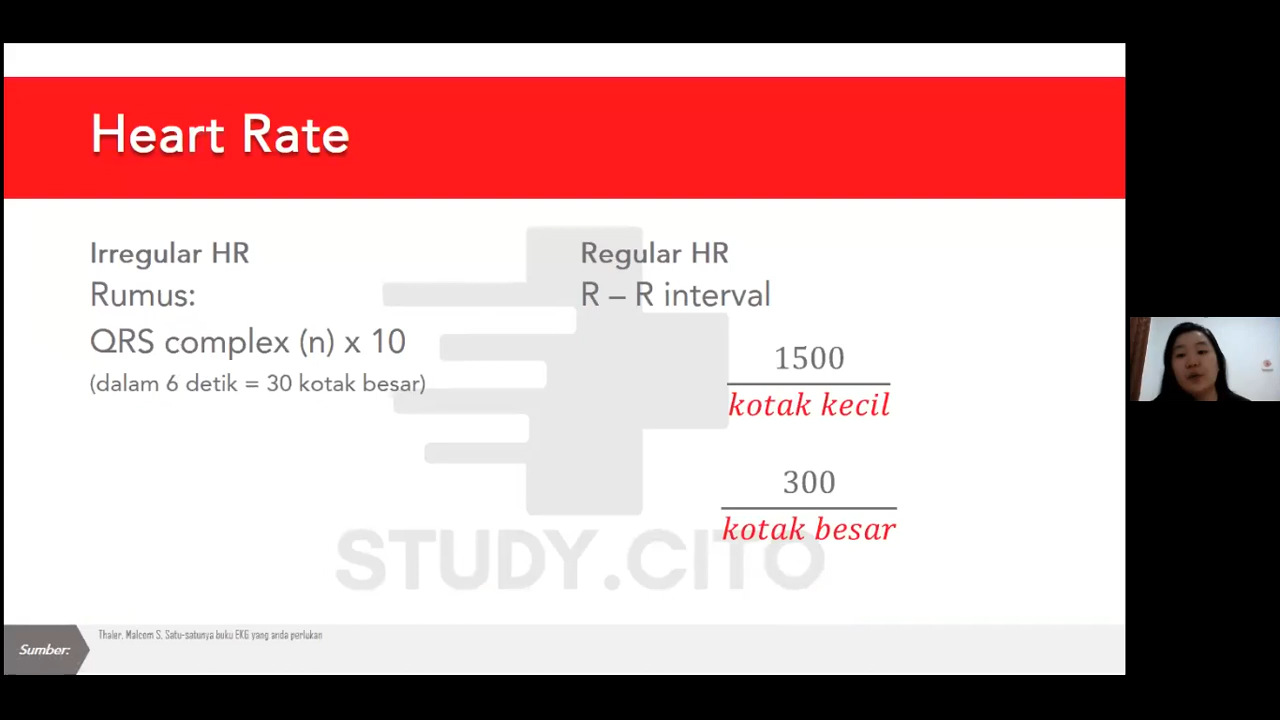 Heart Rate
Irregular HR
Rumus:
QRS complex (n) x 10
(dalam 6 detik = 30 kotak besar)
Regular HR
R – R interval
1500
kotak kecil
300
kotak besar
STUDY.CITO
Sumber:
Thaler, Malcom S. Satu-satunya buku EKG yang anda perlukan